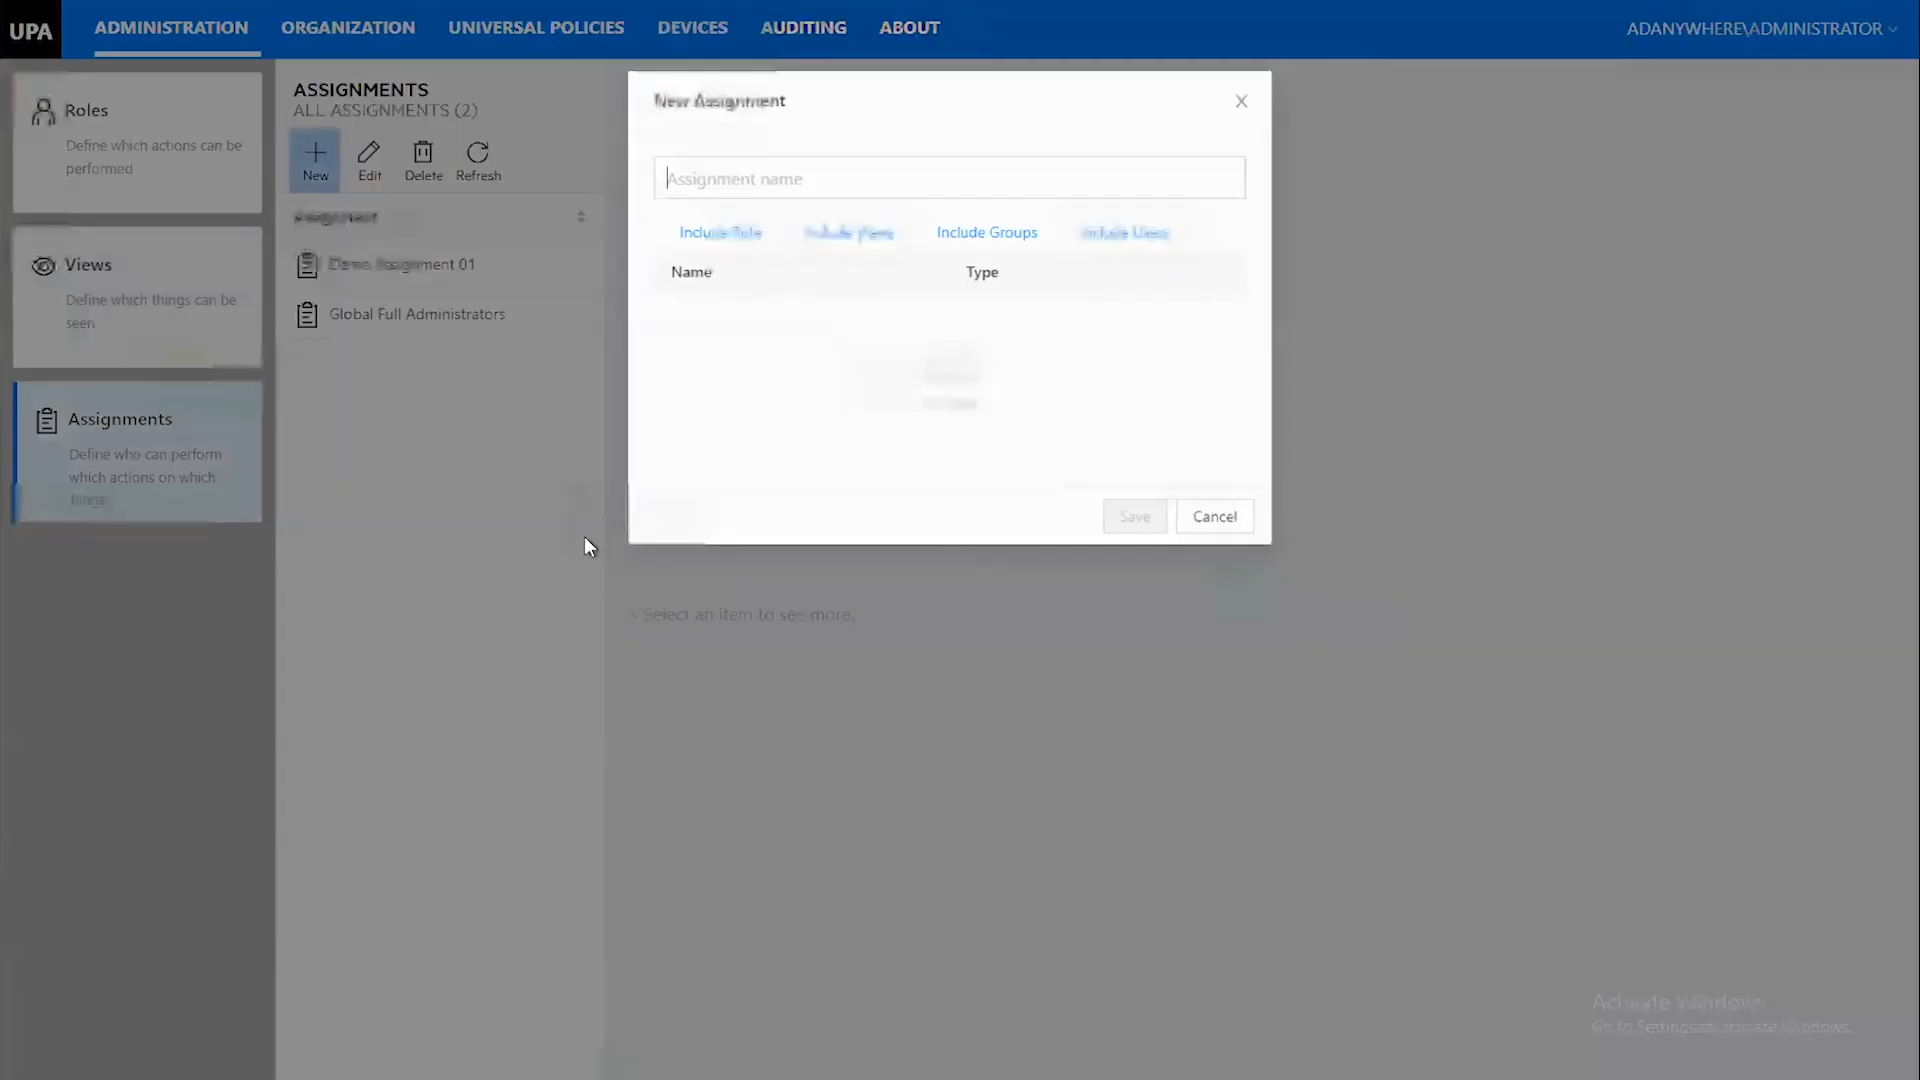 UPA
ADMINISTRATION
ORGANIZATION
UNIVERSAL POLICIES
DEVICES
AUDITING
ABOUT
ADANYWHERE\ADMINISTRATOR
Roles
Define which actions can be
performed
Views
Define which things can be
seen.
Assignments
Define who can perform
which actions on which
things.
ASSIGNMENTS
ALL ASSIGNMENTS (2)
New
Edit
Delete
Refresh
Assignment
Demo Assignment 01
Global Full Administrators
New Assignment
Assignment name
Include Role
Include Views
Include Groups
Include Users
Name
Type
Save
Cancel
< Select an item to see more.
Activate Windows
Go to Settings to activate Windows.